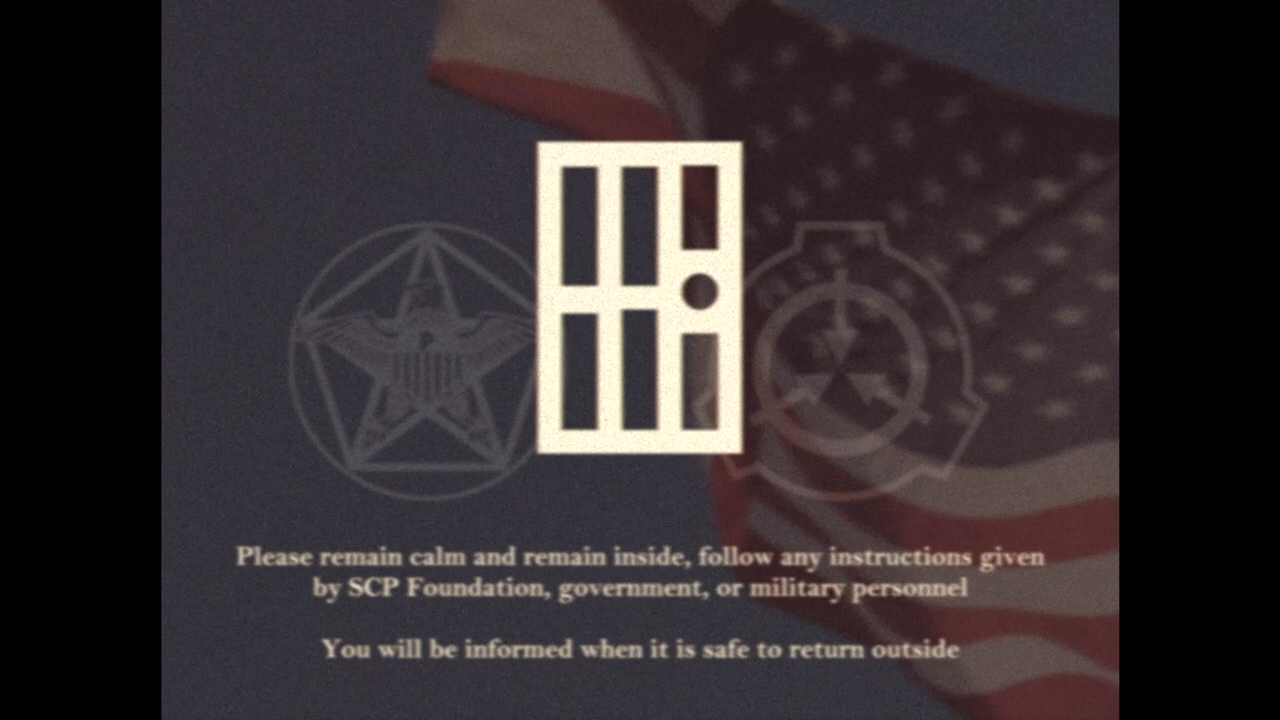 Please remain calm and remain inside, follow any instructions given
by SCP Foundation, government, or military personnel
You will be informed when it is safe to return outside